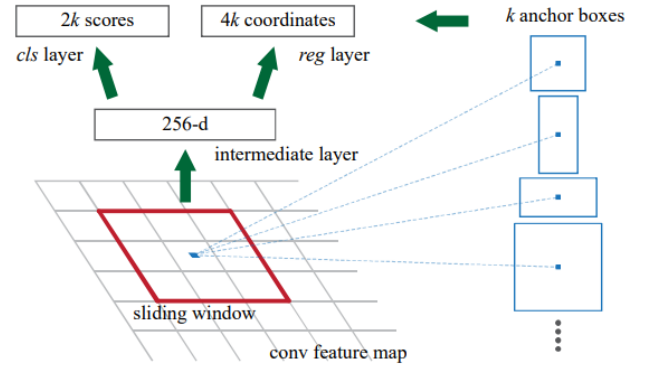 2k scores
4k coordinates
k anchor boxes
cls layer
reg layer
256-d
intermediate layer
sliding window
conv feature map